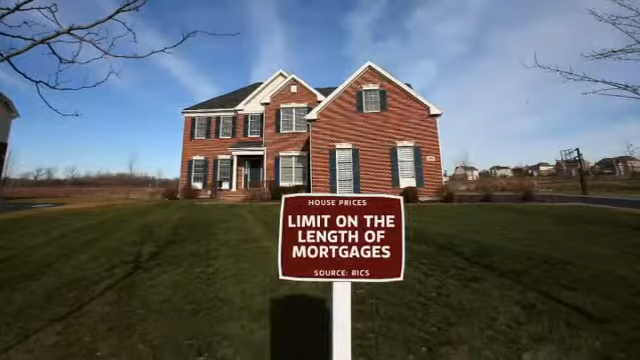 HOUSE PRICES
LIMIT ON THE
LENGTH OF
MORTGAGES
SOURCE: RICS